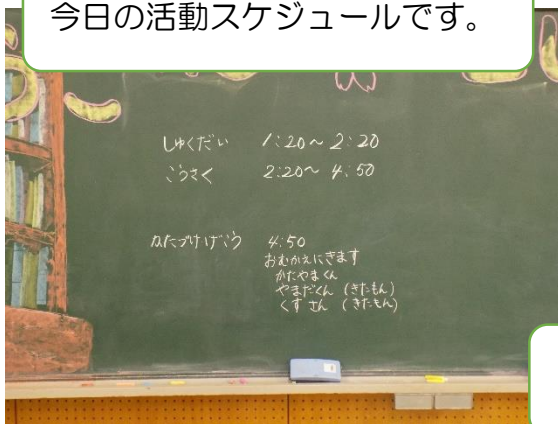 今日の活動スケジュールです。
しゅくだい 1:20~2:20
こうさく 2:20~4:50
かたづけげこう 4:50
おむかえにきます
かたやまくん
やまだくん (きたもん)
くすさん (きたもん)